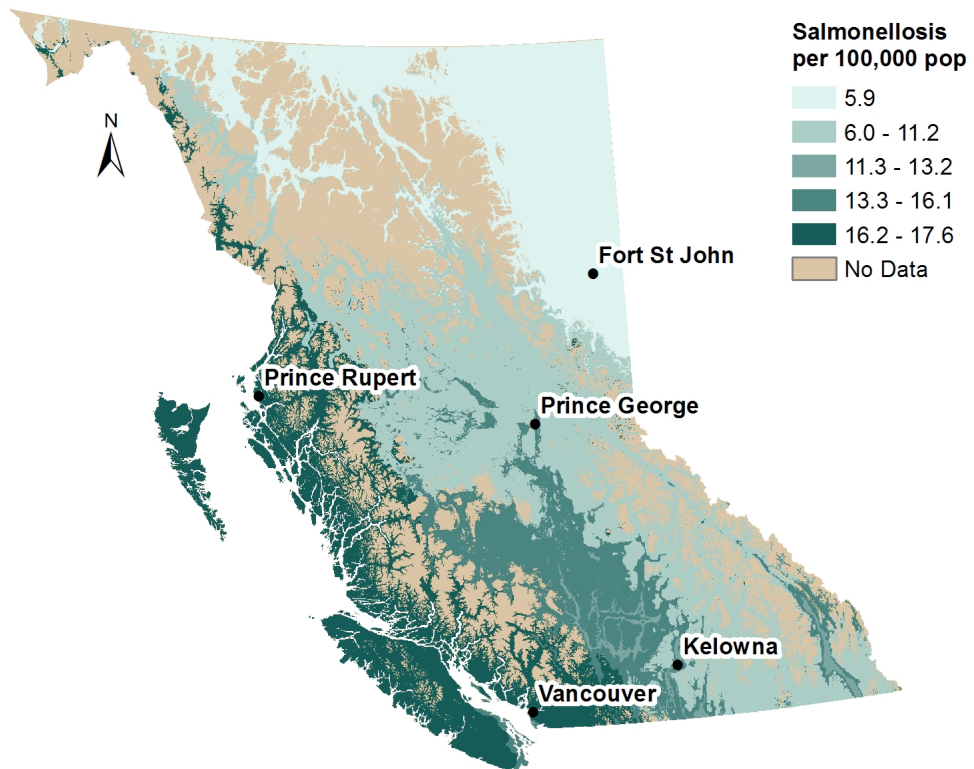 Salmonellosis
per 100,000 pop
5.9
6.0 - 11.2
11.3 - 13.2
13.3 - 16.1
16.2 - 17.6
No Data
N
Fort St John
Prince Rupert
Prince George
Kelowna
Vancouver